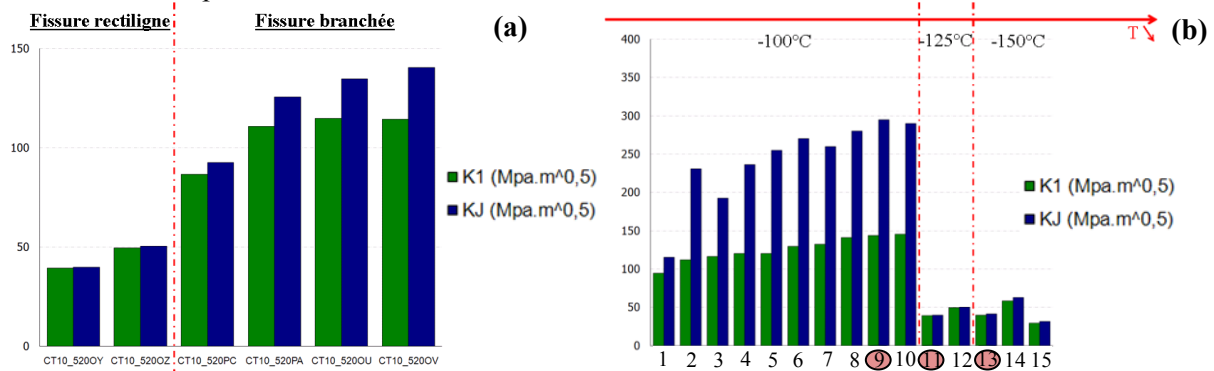 Fissure rectiligne
Fissure branchée
(a)
150
100
50
0
CT10_520OY CT10_520OZ CT10_520PC CT10_520PA CT10_520OU CT10_520OV
K1 (Mpa.m^0,5)
KJ (Mpa.m^0,5)
T
(b)
-100°C
-125°C
-150°C
400
350
300
250
200
150
100
50
0
K1 (Mpa.m^0,5)
KJ (Mpa.m^0,5)
1 2 3 4 5 6 7 8 9 10 11 12 13 14 15